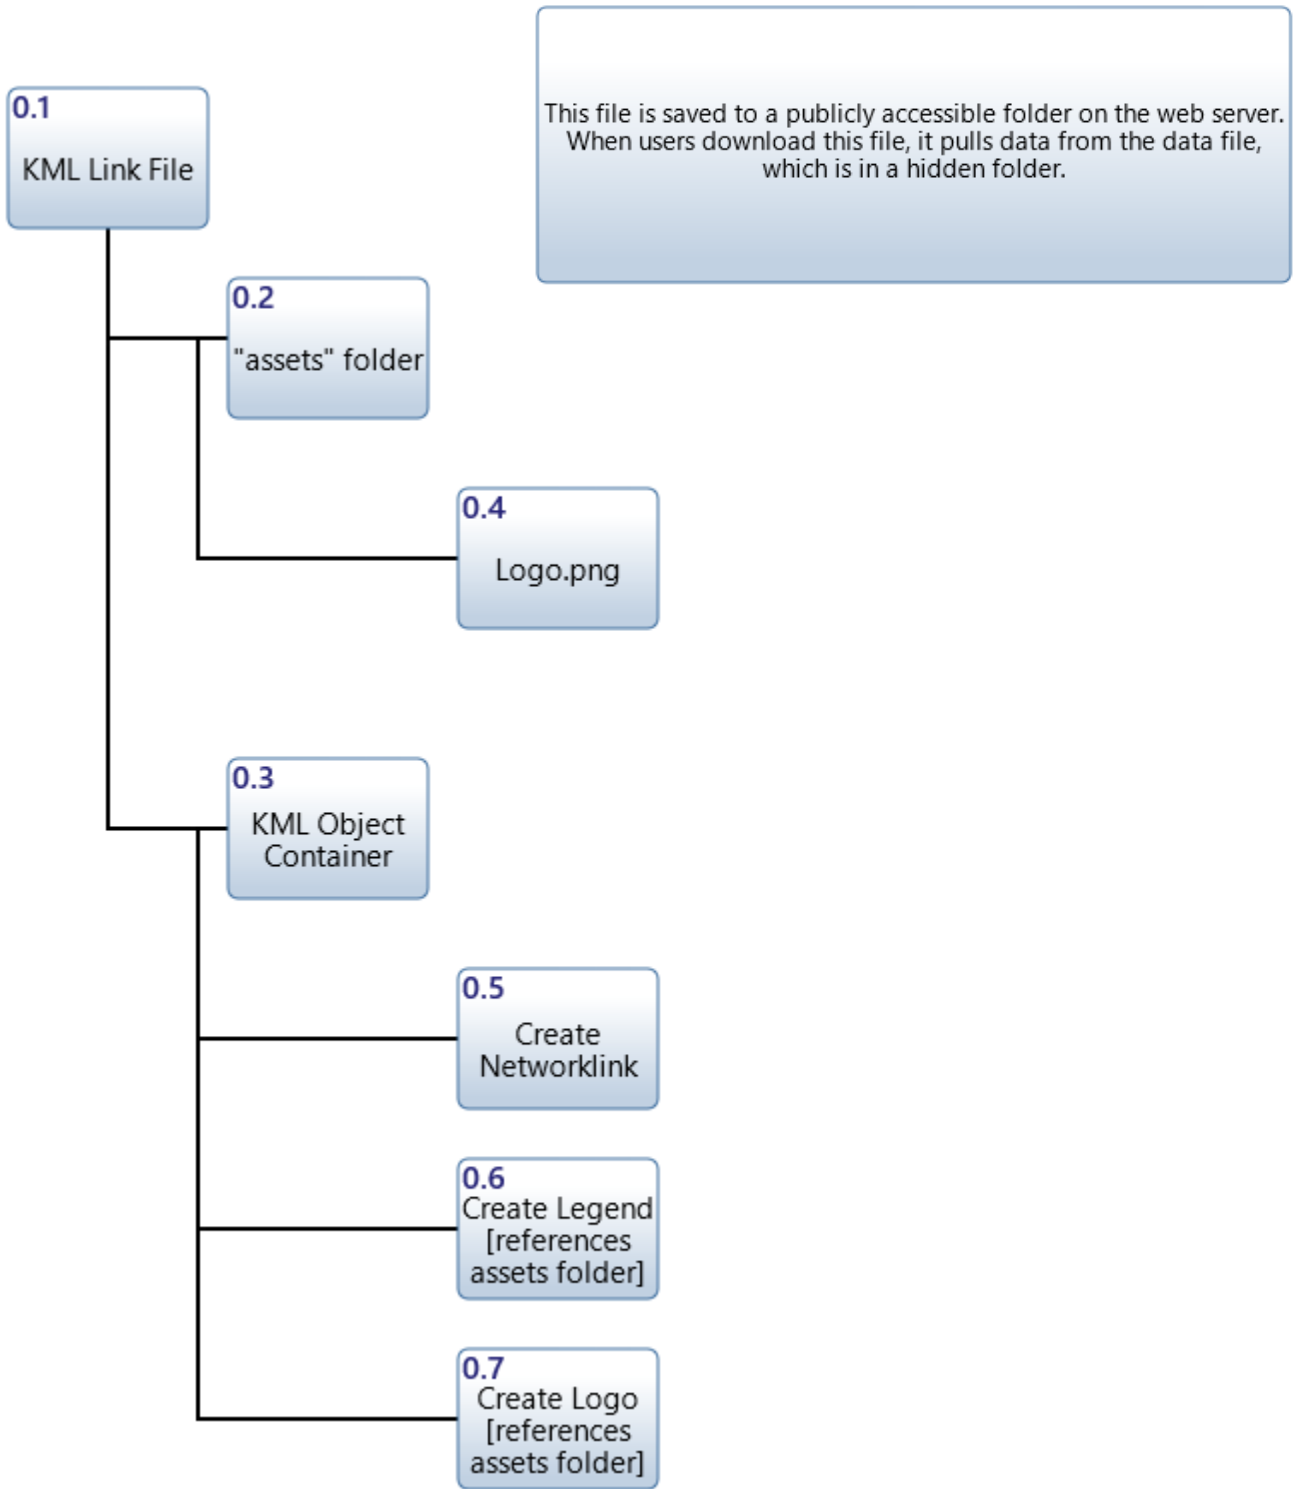 0.1
KML Link File
This file is saved to a publicly accessible folder on the web server.
When users download this file, it pulls data from the data file,
which is in a hidden folder.
0.2
"assets" folder
0.4
Logo.png
0.3
KML Object
Container
0.5
Create
Networklink
0.6
Create Legend
[references
assets folder]
0.7
Create Logo
[references
assets folder]